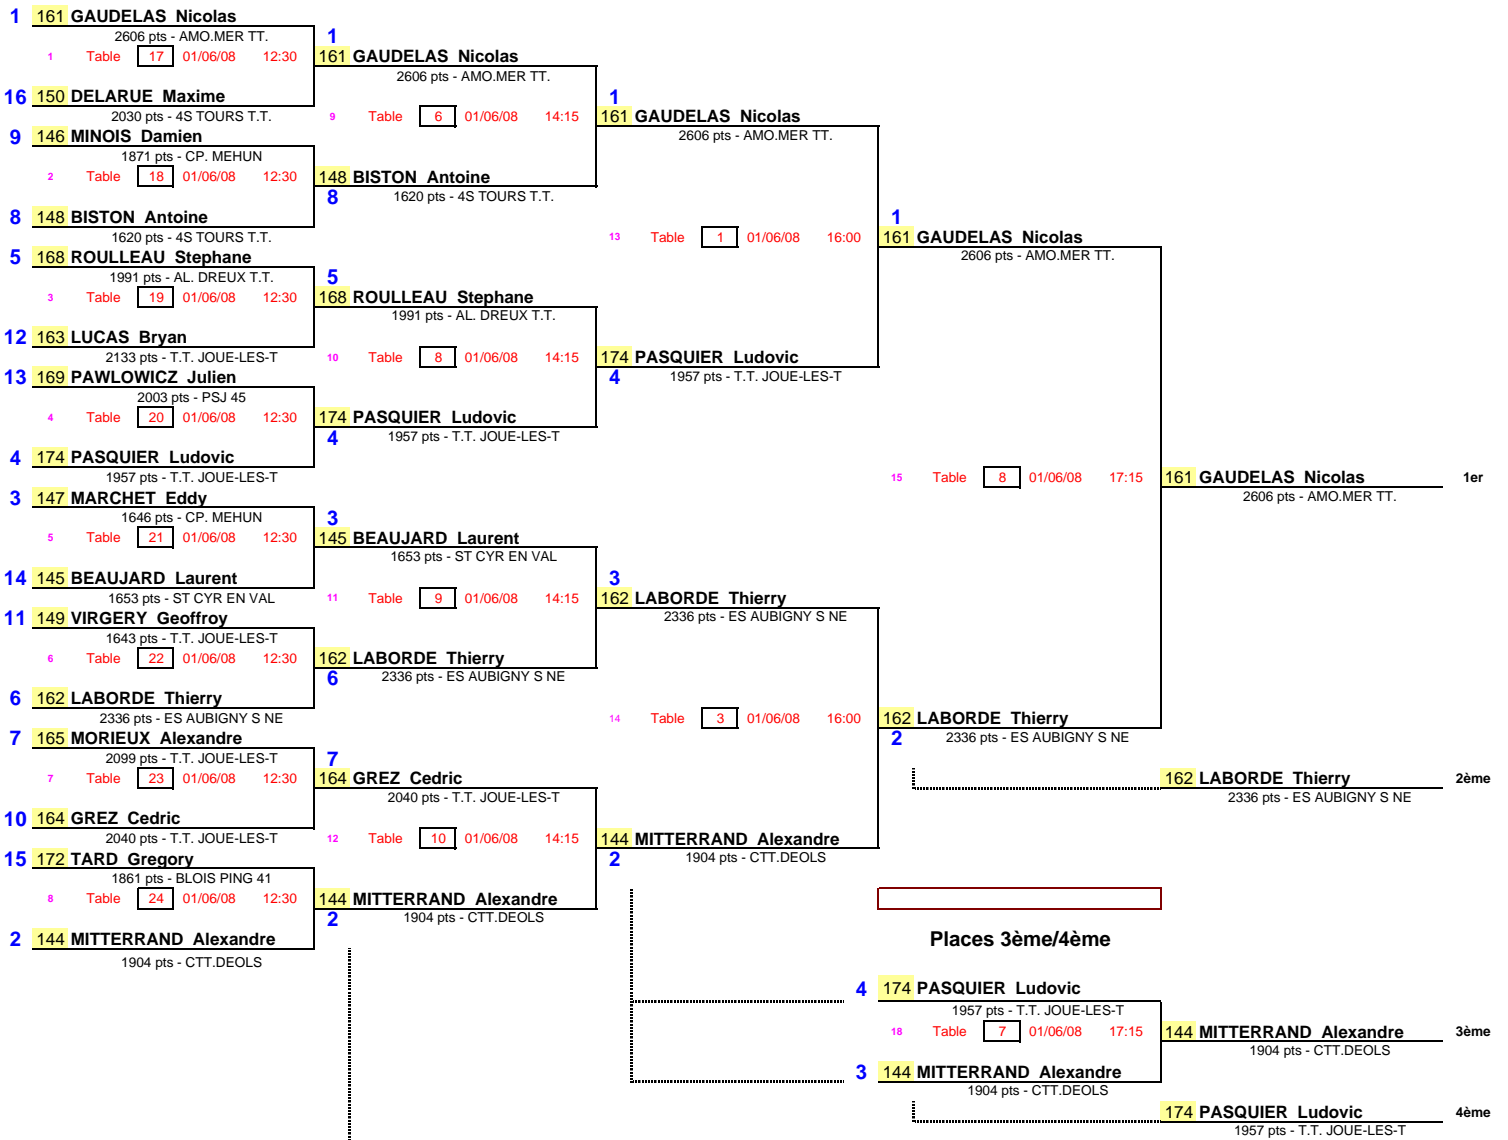 1 161 GAUDELAS Nicolas
2606 pts - AMO.MER TT.
1 Table 17 01/06/08 12:30
16 150 DELARUE Maxime
2030 pts - 4S TOURS T.T.
9 146 MINOIS Damien
1871 pts - CP. MEHUN
2 Table 18 01/06/08 12:30
8 148 BISTON Antoine
1620 pts - 4S TOURS T.T.
5 168 ROULLEAU Stephane
1991 pts - AL. DREUX T.T.
3 Table 19 01/06/08 12:30
12 163 LUCAS Bryan
2133 pts - T.T. JOUE-LES-T
13 169 PAWLOWICZ Julien
2003 pts - PSJ 45
4 Table 20 01/06/08 12:30
4 174 PASQUIER Ludovic
1957 pts - T.T. JOUE-LES-T
3 147 MARCHET Eddy
1646 pts - CP. MEHUN
5 Table 21 01/06/08 12:30
14 145 BEAUJARD Laurent
1653 pts - ST CYR EN VAL
11 149 VIRGERY Geoffroy
1643 pts - T.T. JOUE-LES-T
6 Table 22 01/06/08 12:30
6 162 LABORDE Thierry
2336 pts - ES AUBIGNY S NE
7 165 MORIEUX Alexandre
2099 pts - T.T. JOUE-LES-T
7 Table 23 01/06/08 12:30
10 164 GREZ Cedric
2040 pts - T.T. JOUE-LES-T
15 172 TARD Gregory
1861 pts - BLOIS PING 41
8 Table 24 01/06/08 12:30
2 144 MITTERRAND Alexandre
1904 pts - CTT.DEOLS
1
161 GAUDELAS Nicolas
2606 pts - AMO.MER TT.
9 Table 6 01/06/08 14:15
148 BISTON Antoine
8 1620 pts - 4S TOURS T.T.
5
168 ROULLEAU Stephane
1991 pts - AL. DREUX T.T.
10 Table 8 01/06/08 14:15
174 PASQUIER Ludovic
4 1957 pts - T.T. JOUE-LES-T
3
145 BEAUJARD Laurent
1653 pts - ST CYR EN VAL
11 Table 9 01/06/08 14:15
162 LABORDE Thierry
6 2336 pts - ES AUBIGNY S NE
7
164 GREZ Cedric
2040 pts - T.T. JOUE-LES-T
12 Table 10 01/06/08 14:15
144 MITTERRAND Alexandre
2 1904 pts - CTT.DEOLS
1
161 GAUDELAS Nicolas
2606 pts - AMO.MER TT.
13 Table 1 01/06/08 16:00
174 PASQUIER Ludovic
4 1957 pts - T.T. JOUE-LES-T
3
162 LABORDE Thierry
2336 pts - ES AUBIGNY S NE
14 Table 3 01/06/08 16:00
144 MITTERRAND Alexandre
2 1904 pts - CTT.DEOLS
1
161 GAUDELAS Nicolas
2606 pts - AMO.MER TT.
15 Table 8 01/06/08 17:15
162 LABORDE Thierry
2 2336 pts - ES AUBIGNY S NE
161 GAUDELAS Nicolas 1er
2606 pts - AMO.MER TT.
162 LABORDE Thierry 2ème
2336 pts - ES AUBIGNY S NE
Places 3ème/4ème
4 174 PASQUIER Ludovic
1957 pts - T.T. JOUE-LES-T
18 Table 7 01/06/08 17:15
3 144 MITTERRAND Alexandre
1904 pts - CTT.DEOLS
144 MITTERRAND Alexandre 3ème
1904 pts - CTT.DEOLS
174 PASQUIER Ludovic 4ème
1957 pts - T.T. JOUE-LES-T